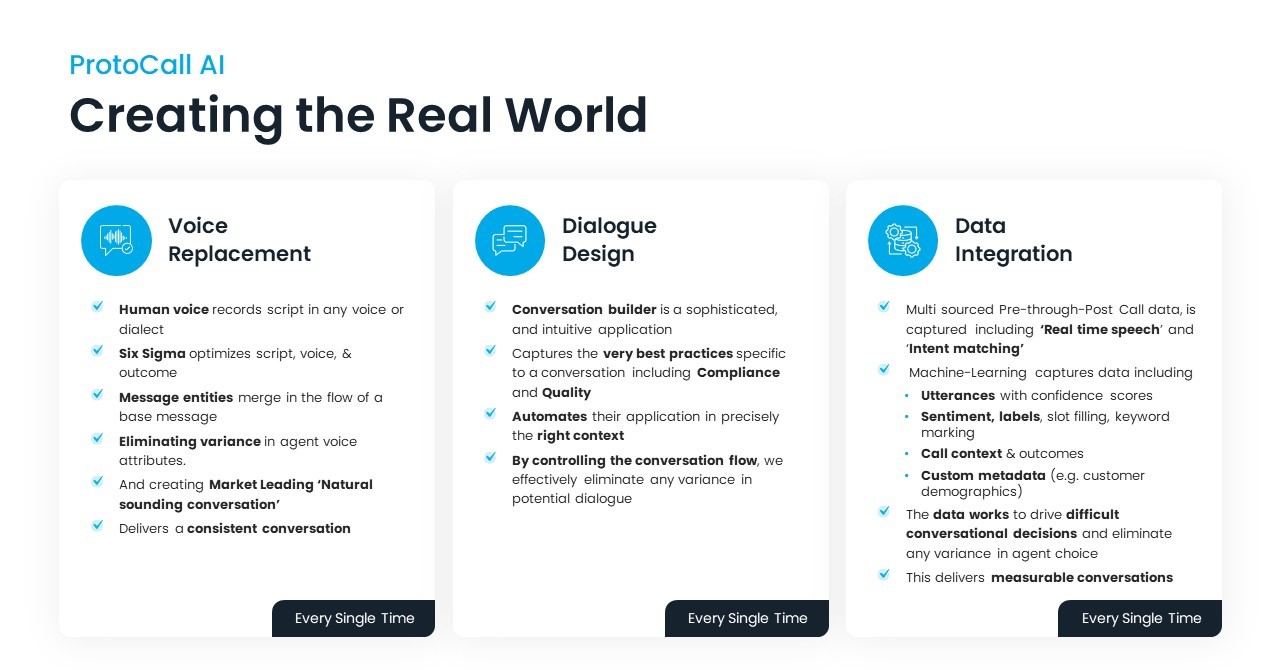 ProtoCall AI
Creating the Real World
Voice
Replacement
Human voice records script in any voice or
dialect
Six Sigma optimizes script, voice, &
outcome
Message entities merge in the flow of a
base message
Eliminating variance in agent voice
attributes.
And creating Market Leading ‘Natural
sounding conversation’
Delivers a consistent conversation
Every Single Time
Dialogue
Design
Conversation builder is a sophisticated,
and intuitive application
Captures the very best practices specific
to a conversation including Compliance
and Quality
Automates their application in precisely
the right context
By controlling the conversation flow, we
effectively eliminate any variance in
potential dialogue
Every Single Time
Data
Integration
Multi sourced Pre-through-Post Call data, is
captured including ‘Real time speech’ and
‘Intent matching’
Machine-Learning captures data including
• Utterances with confidence scores
• Sentiment, labels, slot filling, keyword
marking
• Call context & outcomes
• Custom metadata (e.g. customer
demographics)
The data works to drive difficult
conversational decisions and eliminate
any variance in agent choice
This delivers measurable conversations
Every Single Time